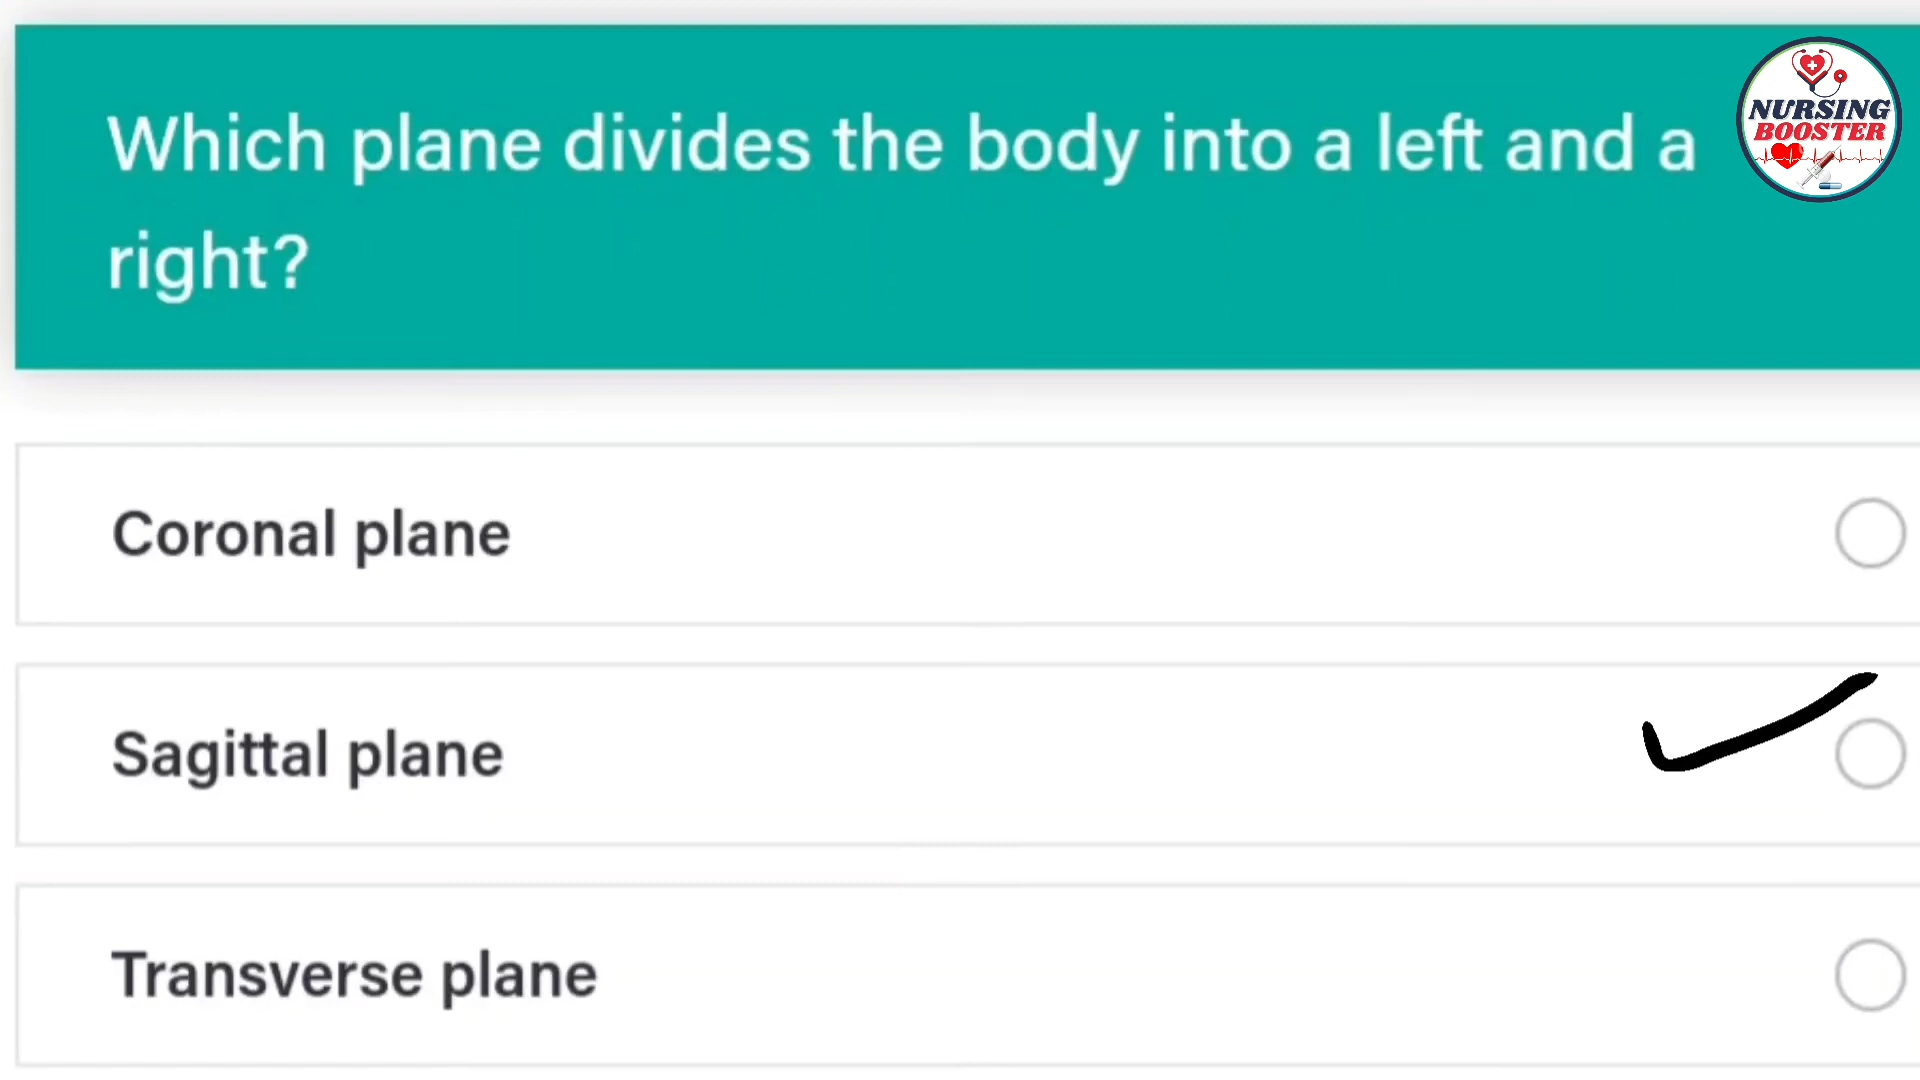 Which plane divides the body into a left and a
right?
NURSING
BOOSTER
Coronal plane
Sagittal plane
Transverse plane